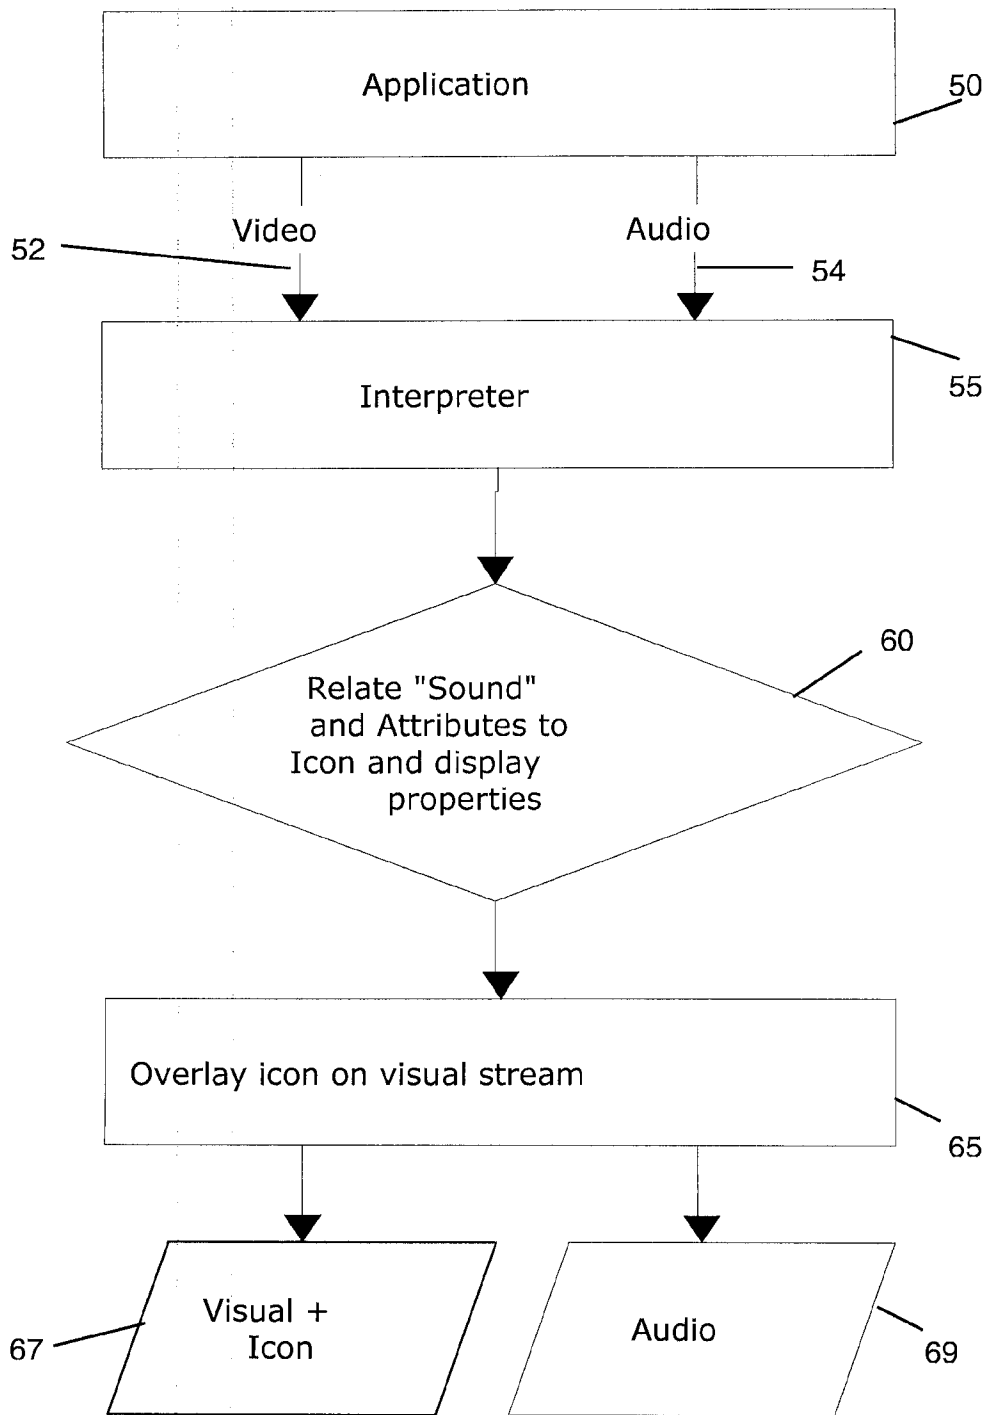 Application
50
Video
Audio
52
54
55
Interpreter
60
Relate "Sound"
and Attributes to
Icon and display
properties
Overlay icon on visual stream
65
Visual +
Icon
Audio
67
69